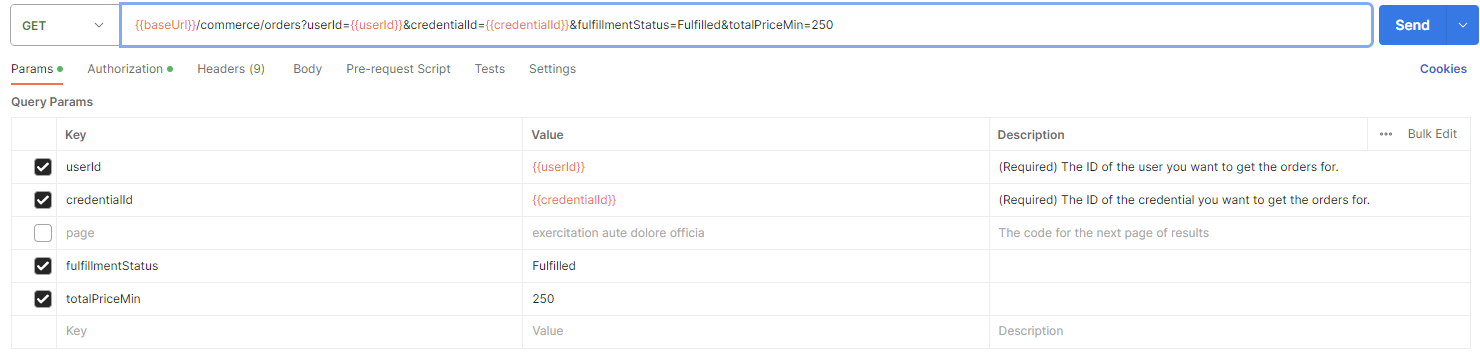 GET {{baseUrl}}/commerce/orders?userId={{userId}}&credentialId={{credentialId}}&fulfillmentStatus=Fulfilled&totalPriceMin=250 Send
Params Authorization Headers (9) Body Pre-request Script Tests Settings Cookies
Query Params
Key Value Description ••• Bulk Edit
userId {{userId}} (Required) The ID of the user you want to get the orders for.
credentialId {{credentialId}} (Required) The ID of the credential you want to get the orders for.
page exercitation aute dolore officia The code for the next page of results
fulfillmentStatus Fulfilled
totalPriceMin 250
Key Value Description